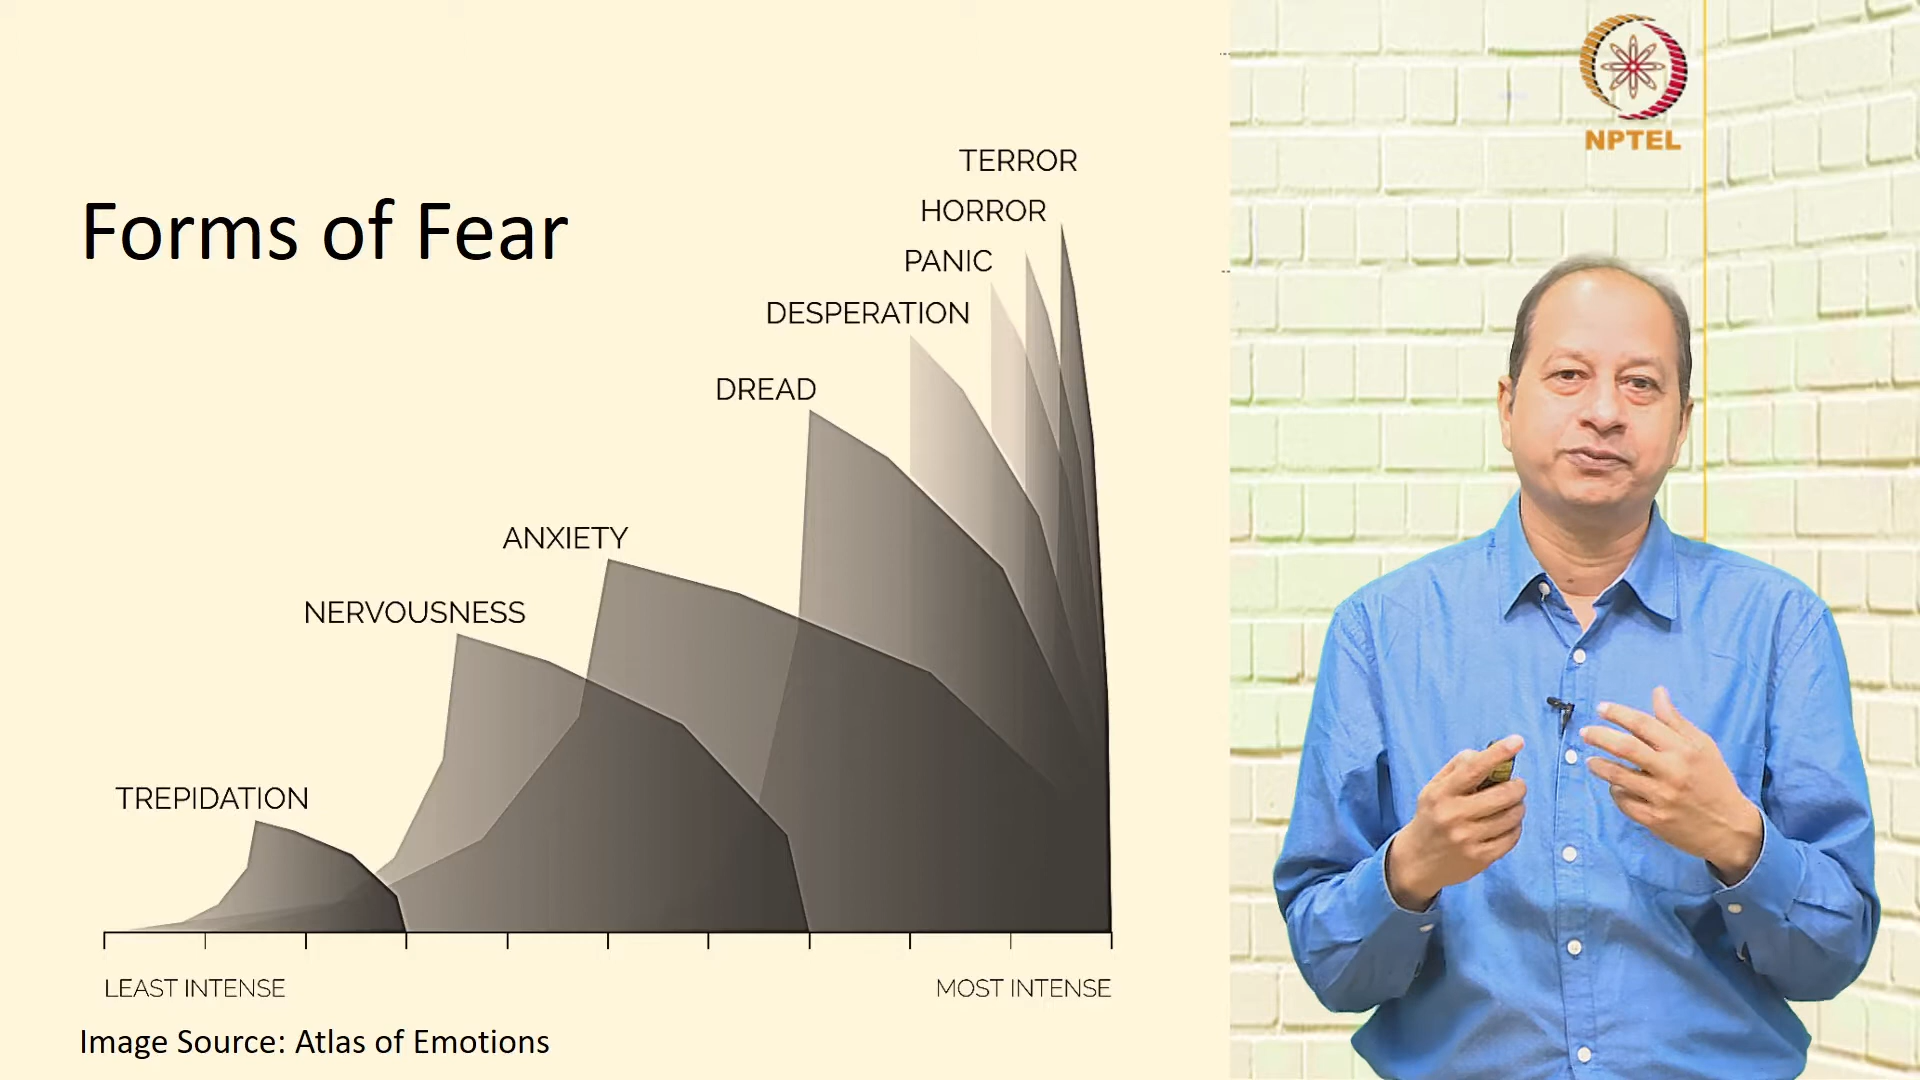 NPTEL
Forms of Fear
TERROR
HORROR
PANIC
DESPERATION
DREAD
ANXIETY
NERVOUSNESS
TREPIDATION
LEAST INTENSE
MOST INTENSE
Image Source: Atlas of Emotions